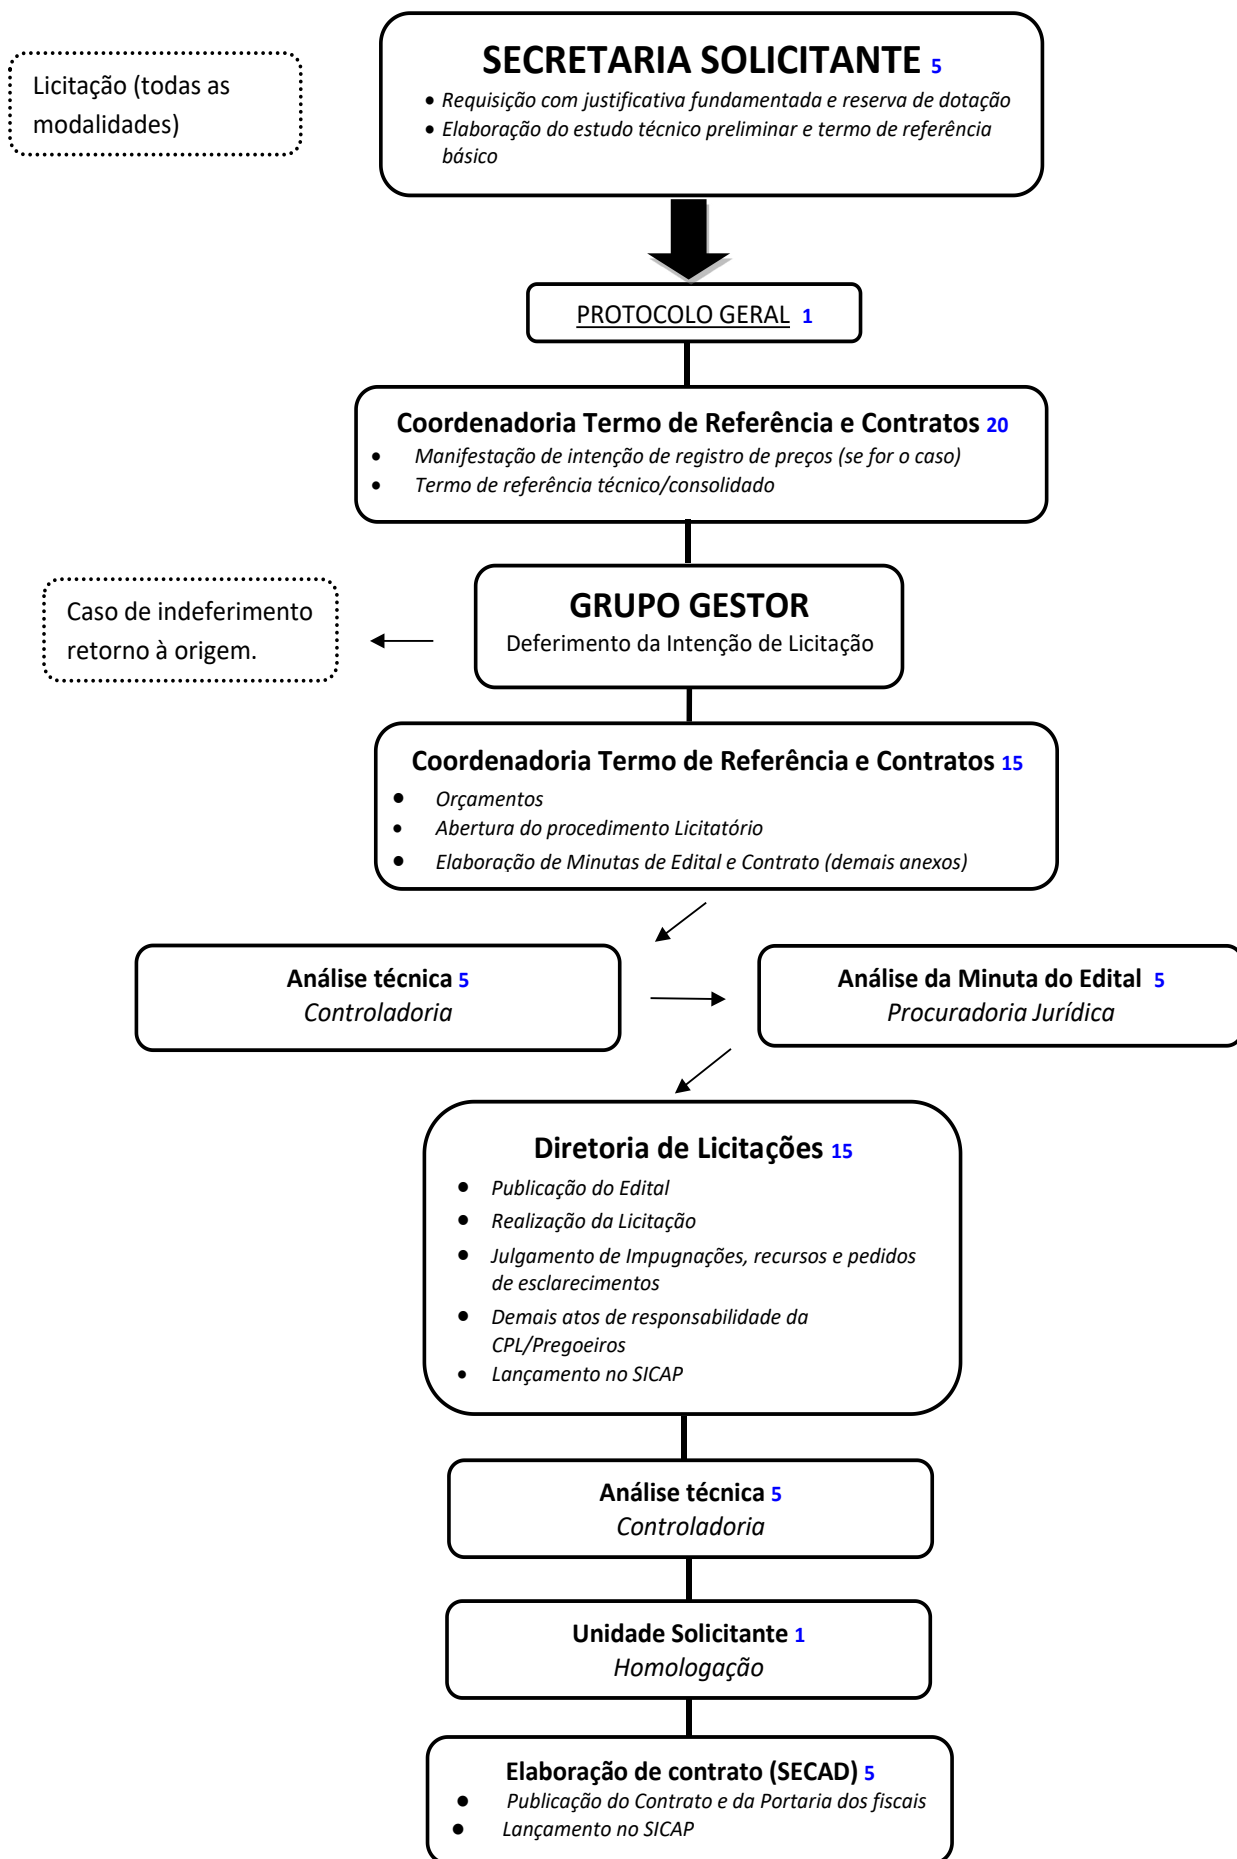 SECRETARIA SOLICITANTE 5
Licitação (todas as
modalidades)
• Requisição com justificativa fundamentada e reserva de dotação
• Elaboração do estudo técnico preliminar e termo de referência
básico
PROTOCOLO GERAL 1
Coordenadoria Termo de Referência e Contratos 20
• Manifestação de intenção de registro de preços (se for o caso)
• Termo de referência técnico/consolidado
GRUPO GESTOR
Deferimento da Intenção de Licitação
Caso de indeferimento
retorno à origem.
Coordenadoria Termo de Referência e Contratos 15
• Orçamentos
• Abertura do procedimento Licitatório
• Elaboração de Minutas de Edital e Contrato (demais anexos)
Análise técnica 5
Controladoria
Análise da Minuta do Edital 5
Procuradoria Jurídica
Diretoria de Licitações 15
• Publicação do Edital
• Realização da Licitação
• Julgamento de Impugnações, recursos e pedidos
de esclarecimentos
• Demais atos de responsabilidade da
CPL/Pregoeiros
• Lançamento no SICAP
Análise técnica 5
Controladoria
Unidade Solicitante 1
Homologação
Elaboração de contrato (SECAD) 5
• Publicação do Contrato e da Portaria dos fiscais
• Lançamento no SICAP